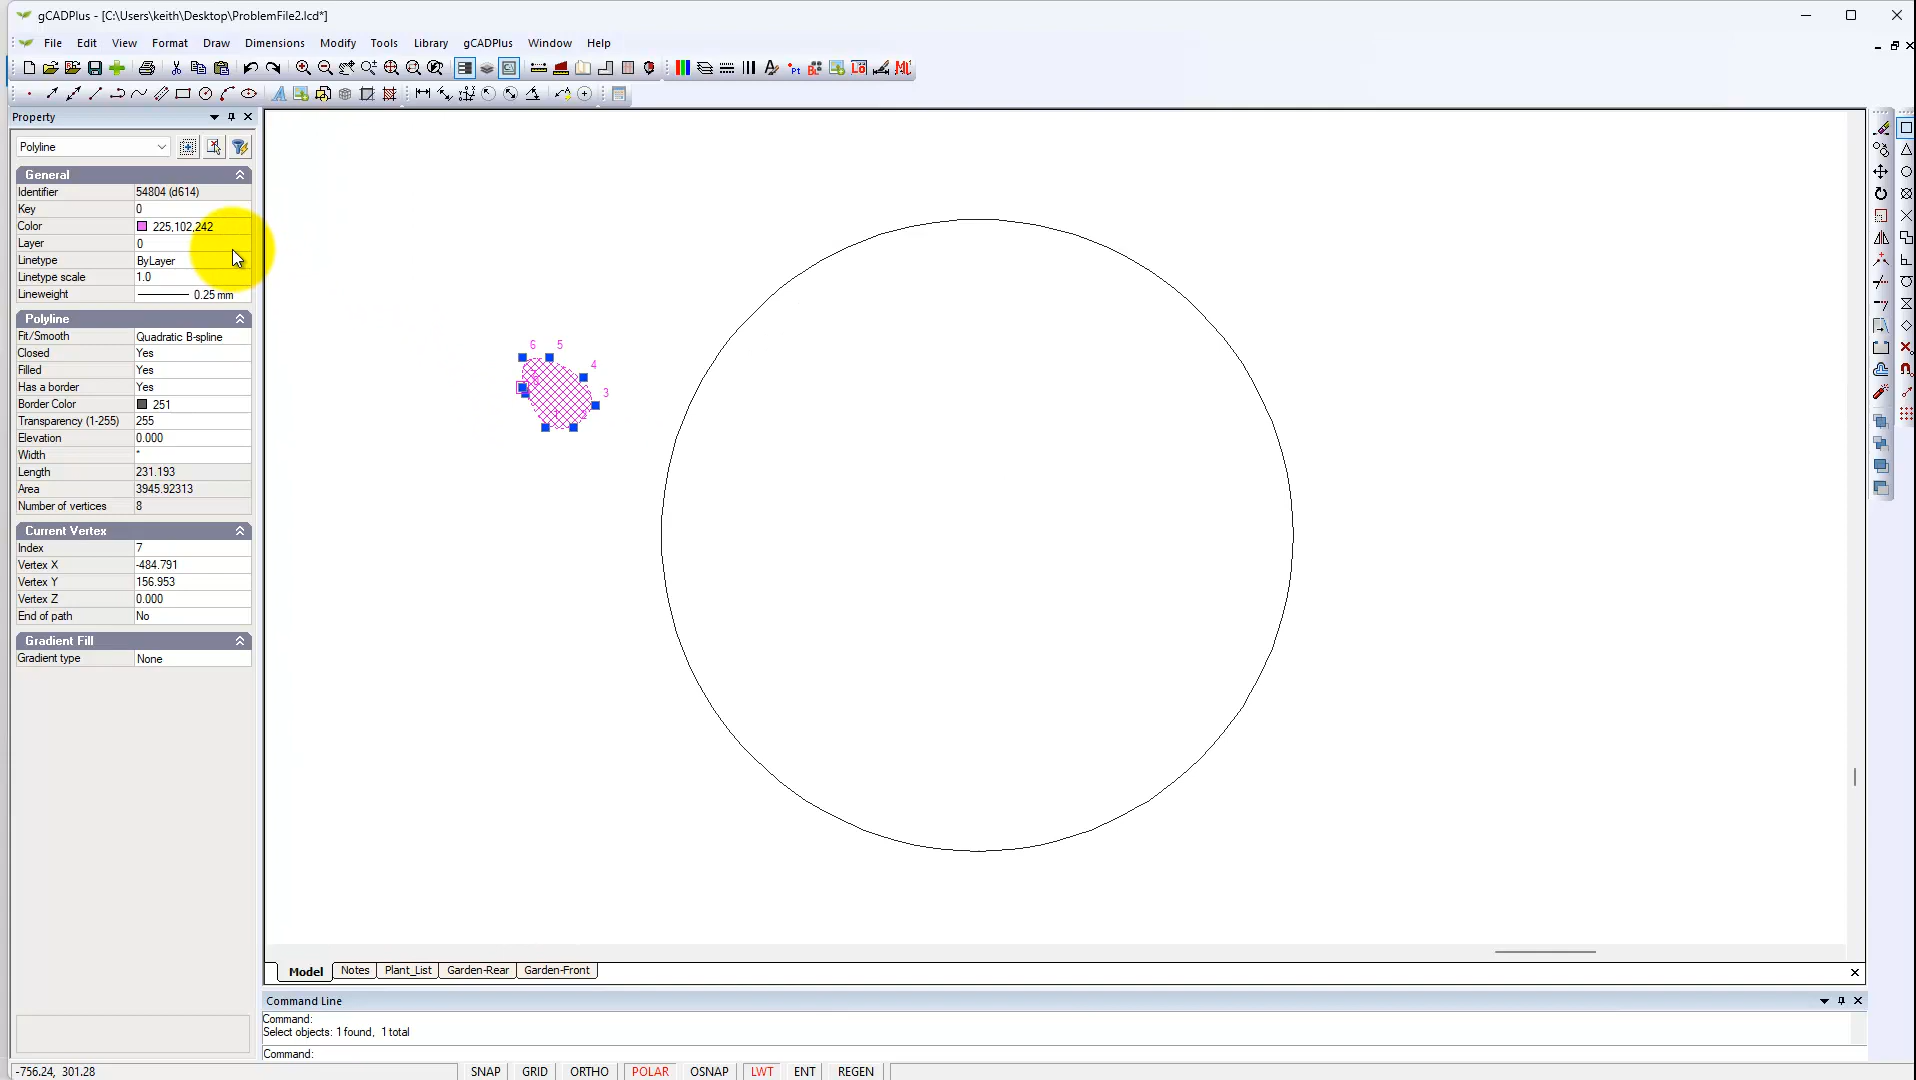 gCADPlus - [C:\Users\keith\Desktop\ProblemFile2.lcd*]
File Edit View Format Draw Dimensions Modify Tools Library gCADPlus Window Help
Property
Polyline
General
Identifier 54804 (d614)
Key 0
Color 225,102,242
Layer 0
Linetype ByLayer
Linetype scale 1.0
Lineweight 0.25 mm
Polyline
Fit/Smooth Quadratic B-spline
Closed Yes
Filled Yes
Has a border Yes
Border Color 251
Transparency (1-255) 255
Elevation 0.000
Width *
Length 231.193
Area 3945.92313
Number of vertices 8
Current Vertex
Index 7
Vertex X -484.791
Vertex Y 156.953
Vertex Z 0.000
End of path No
Gradient Fill
Gradient type None
6 5
4
3
1 2
Model Notes Plant_List Garden-Rear Garden-Front
Command Line
Command:
Select objects: 1 found, 1 total
Command:
-756.24, 301.28 SNAP GRID ORTHO POLAR OSNAP LWT ENT REGEN